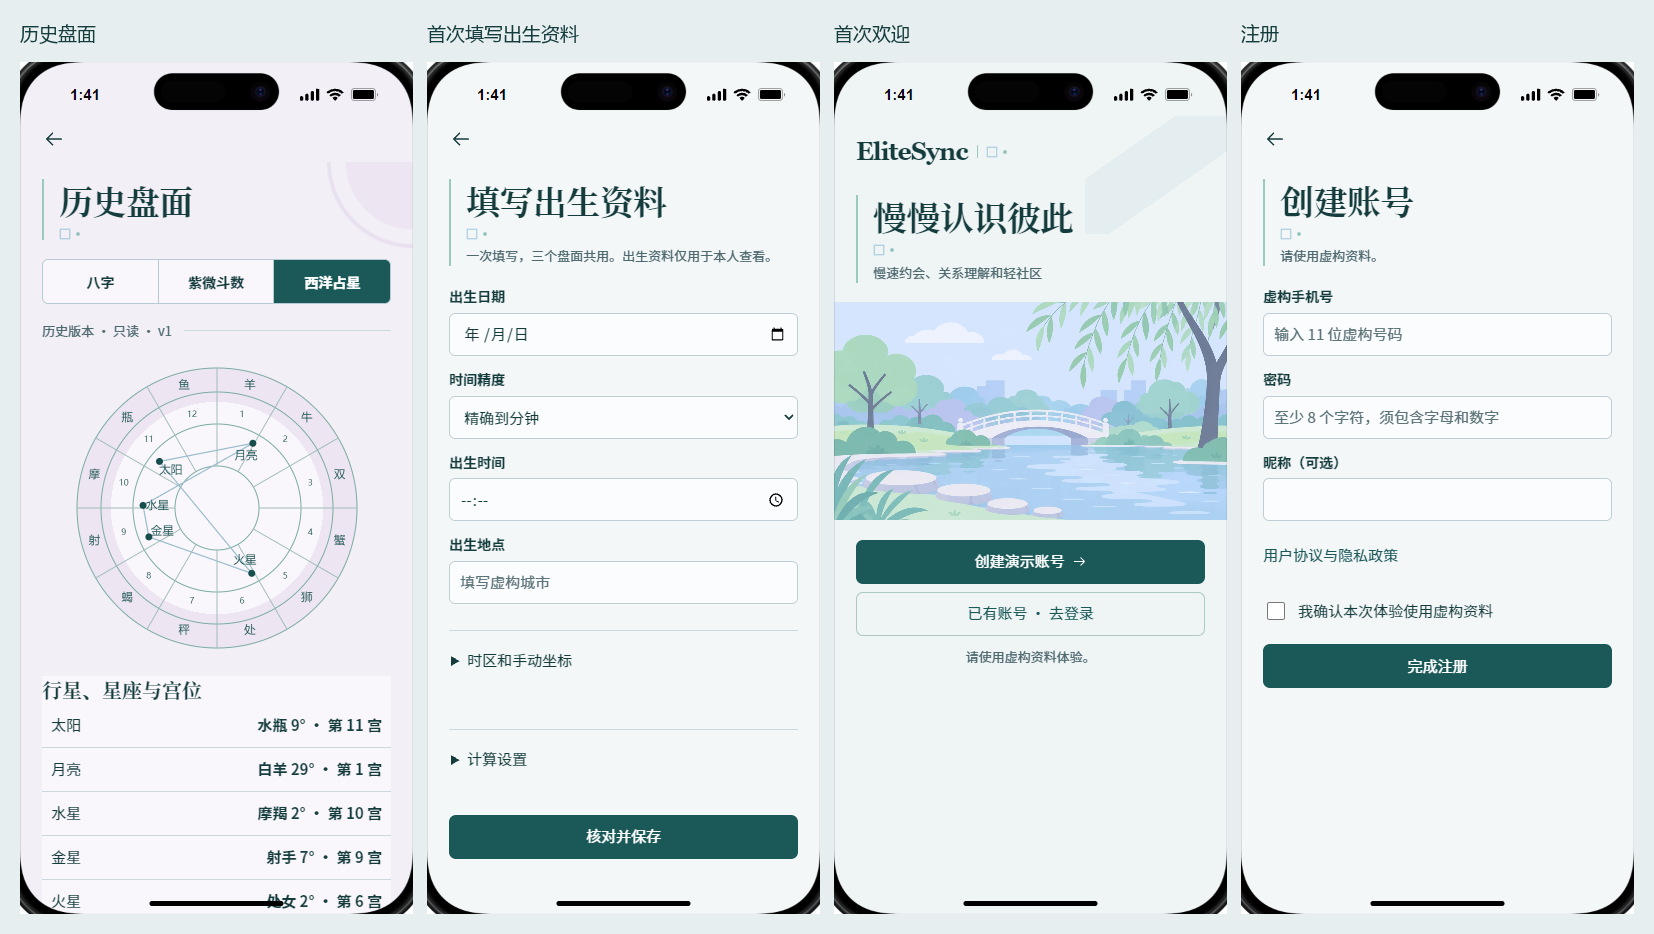 历史盘面
1:41
历史盘面
八字
紫微斗数
西洋占星
历史版本 • 只读 • v1
鱼
羊
瓶
牛
12
1
11
2
月亮
太阳
摩
双
10
3
水星
金星
9
4
射
蟹
火星
8
5
蝎
狮
7
6
秤
处
行星、星座与宫位
太阳 水瓶 9° • 第 11 宫
月亮 白羊 29° • 第 1 宫
水星 摩羯 2° • 第 10 宫
金星 射手 7° • 第 9 宫
火星 处女 2° • 第 6 宫
首次填写出生资料
1:41
填写出生资料
一次填写，三个盘面共用。出生资料仅用于本人查看。
出生日期
年 /月/日
时间精度
精确到分钟
出生时间
--:--
出生地点
填写虚构城市
时区和手动坐标
计算设置
核对并保存
首次欢迎
1:41
EliteSync
慢慢认识彼此
慢速约会、关系理解和轻社区
创建演示账号 →
已有账号 • 去登录
请使用虚构资料体验。
注册
1:41
创建账号
请使用虚构资料。
虚构手机号
输入 11 位虚构号码
密码
至少 8 个字符，须包含字母和数字
昵称（可选）
用户协议与隐私政策
我确认本次体验使用虚构资料
完成注册